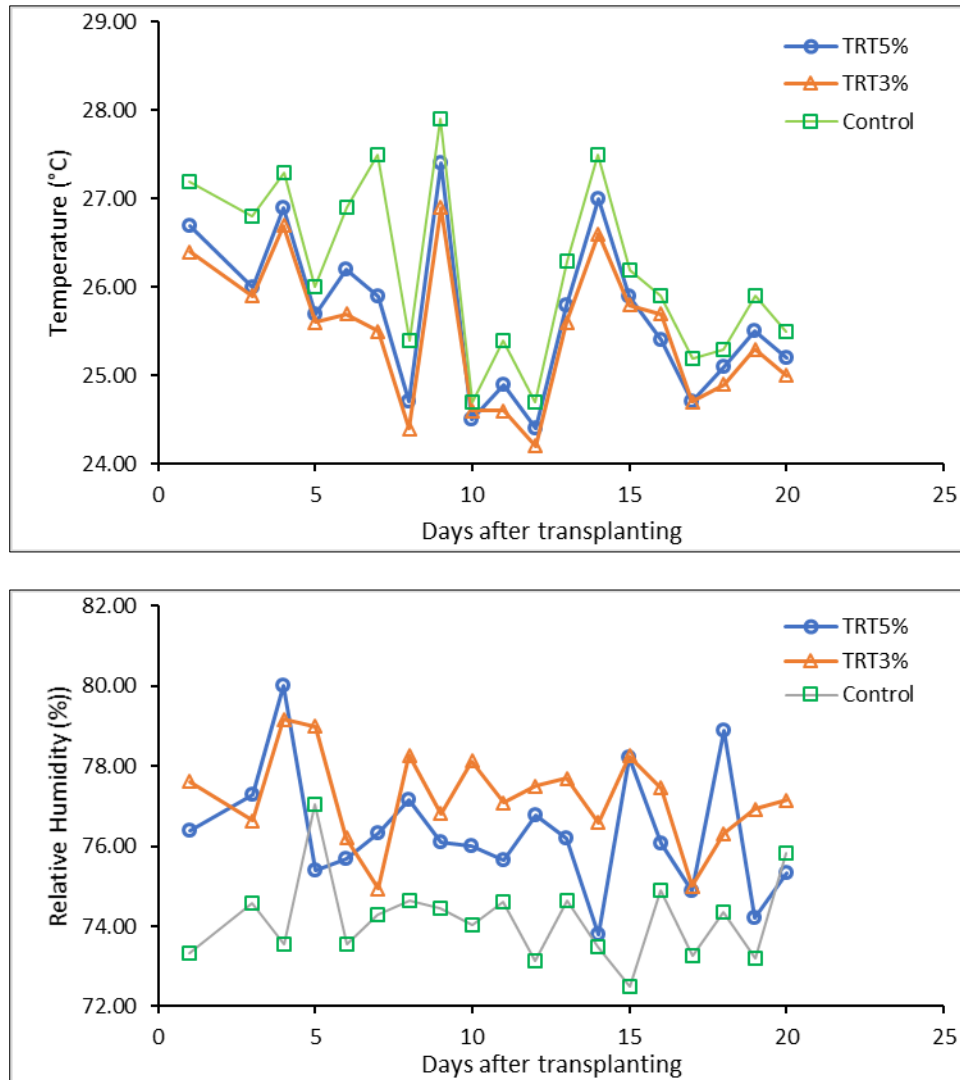 29.00
28.00
27.00
26.00
25.00
24.00
Temperature (°C)
0 5 10 15 20 25
Days after transplanting
TRT5%
TRT3%
Control
82.00
80.00
78.00
76.00
74.00
72.00
Relative Humidity (%))
0 5 10 15 20 25
Days after transplanting
TRT5%
TRT3%
Control